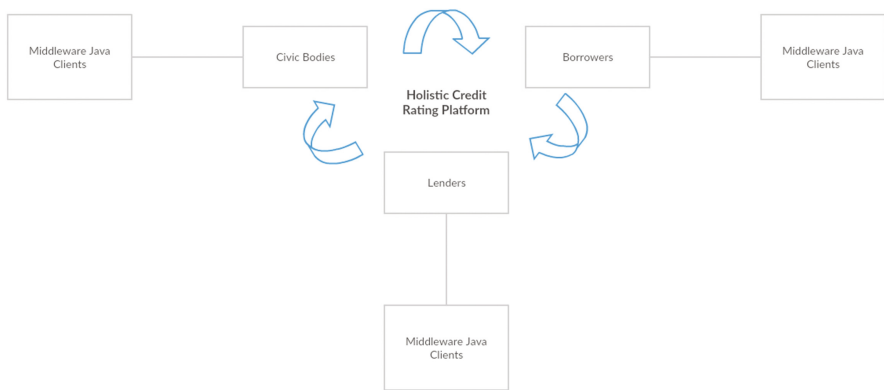 Middleware Java
Clients
Civic Bodies
Borrowers
Middleware Java
Clients
Holistic Credit
Rating Platform
Lenders
Middleware Java
Clients